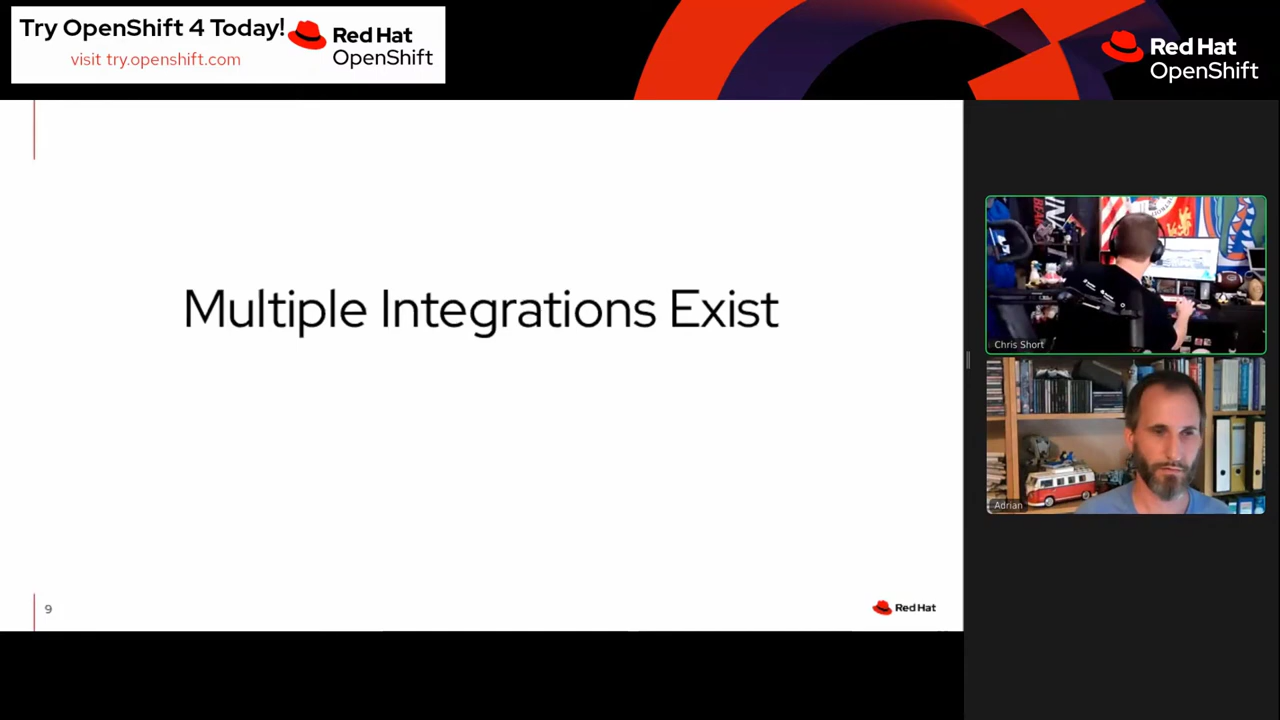 Try OpenShift 4 Today!
visit try.openshift.com
Red Hat
OpenShift
Red Hat
OpenShift
Multiple Integrations Exist
Chris Short
Adrian
9
Red Hat